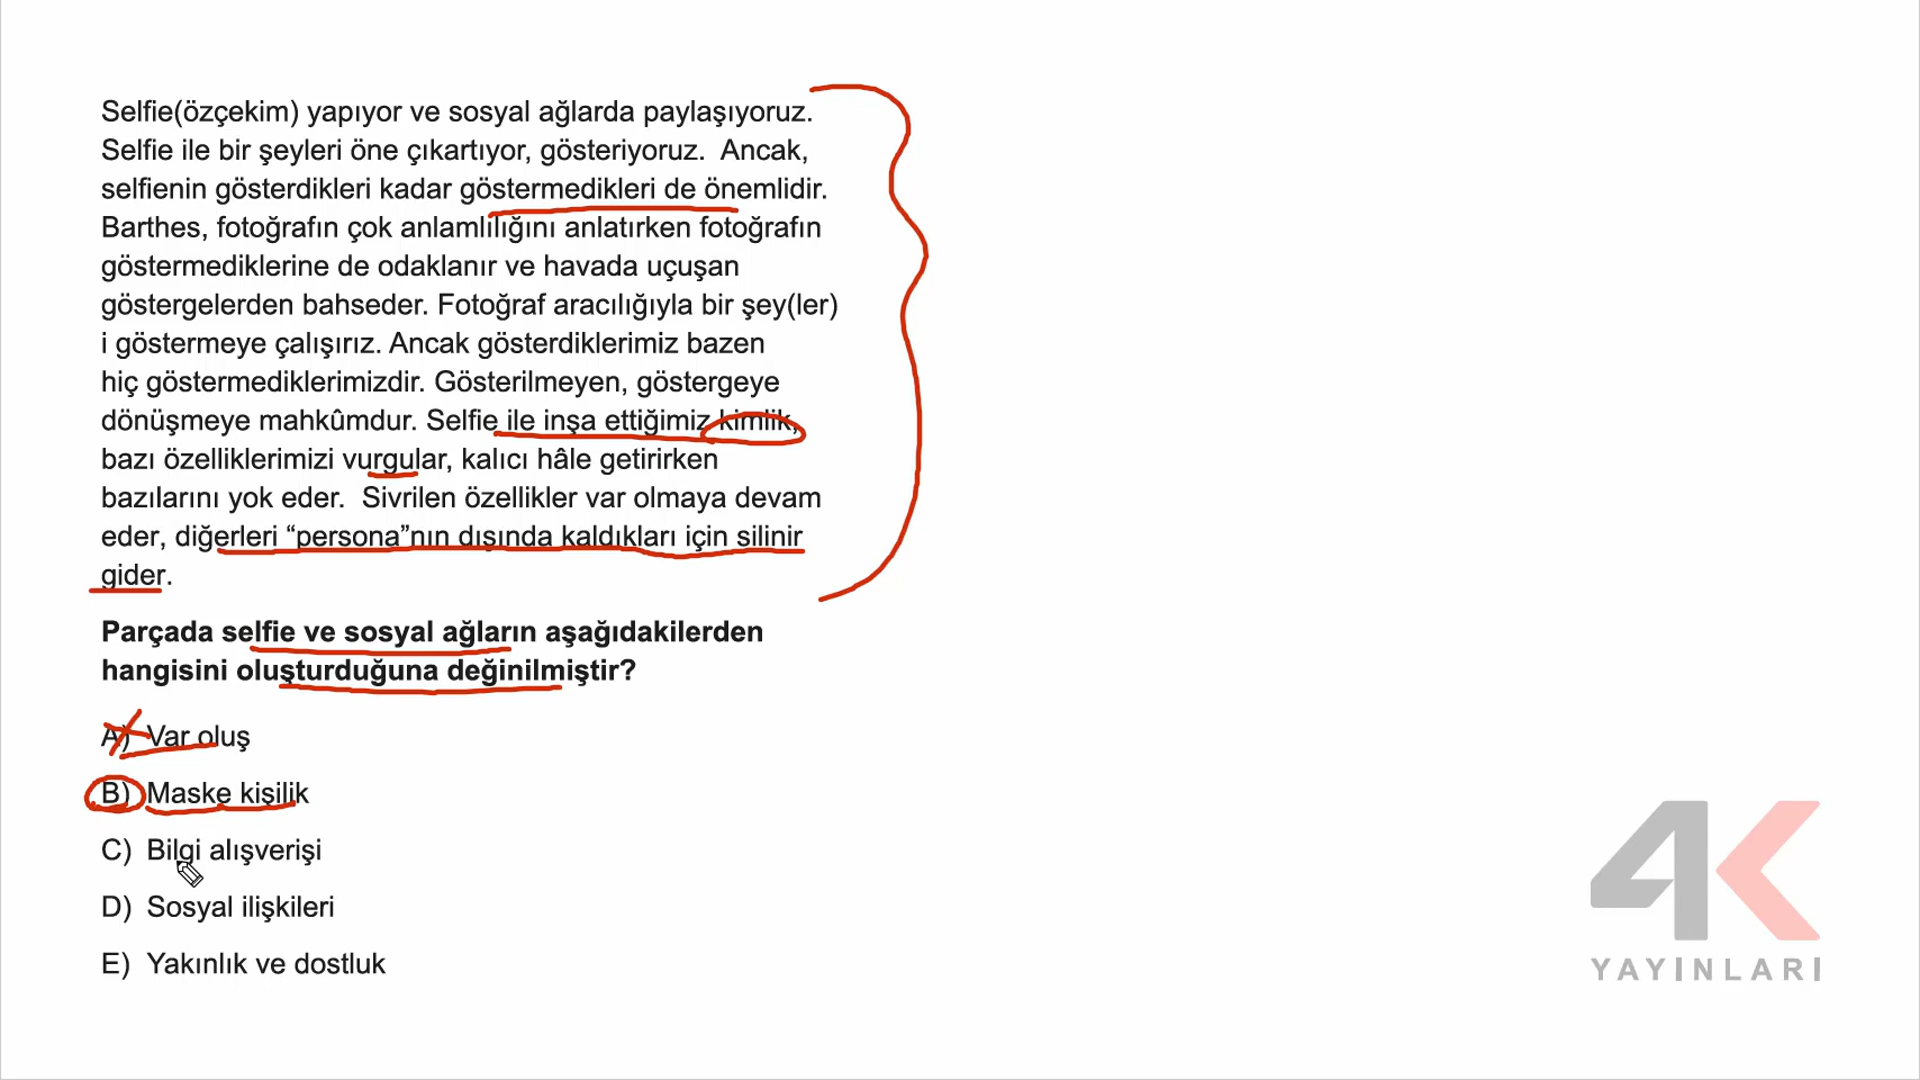 Selfie(özçekim) yapıyor ve sosyal ağlarda paylaşıyoruz.
Selfie ile bir şeyleri öne çıkartıyor, gösteriyoruz. Ancak,
selfienin gösterdikleri kadar göstermedikleri de önemlidir.
Barthes, fotoğrafın çok anlamlılığını anlatırken fotoğrafın
göstermediklerine de odaklanır ve havada uçuşan
göstergelerden bahseder. Fotoğraf aracılığıyla bir şey(ler)
i göstermeye çalışırız. Ancak gösterdiklerimiz bazen
hiç göstermediklerimizdir. Gösterilmeyen, göstergeye
dönüşmeye mahkûmdur. Selfie ile inşa ettiğimiz kimlik,
bazı özelliklerimizi vurgular, kalıcı hâle getirirken
bazılarını yok eder. Sivrilen özellikler var olmaya devam
eder, diğerleri “persona”nın dışında kaldıkları için silinir
gider.
Parçada selfie ve sosyal ağların aşağıdakilerden
hangisini oluşturduğuna değinilmiştir?
A) Var oluş
B) Maske kişilik
C) Bilgi alışverişi
D) Sosyal ilişkileri
E) Yakınlık ve dostluk
4K
YAYINLARI